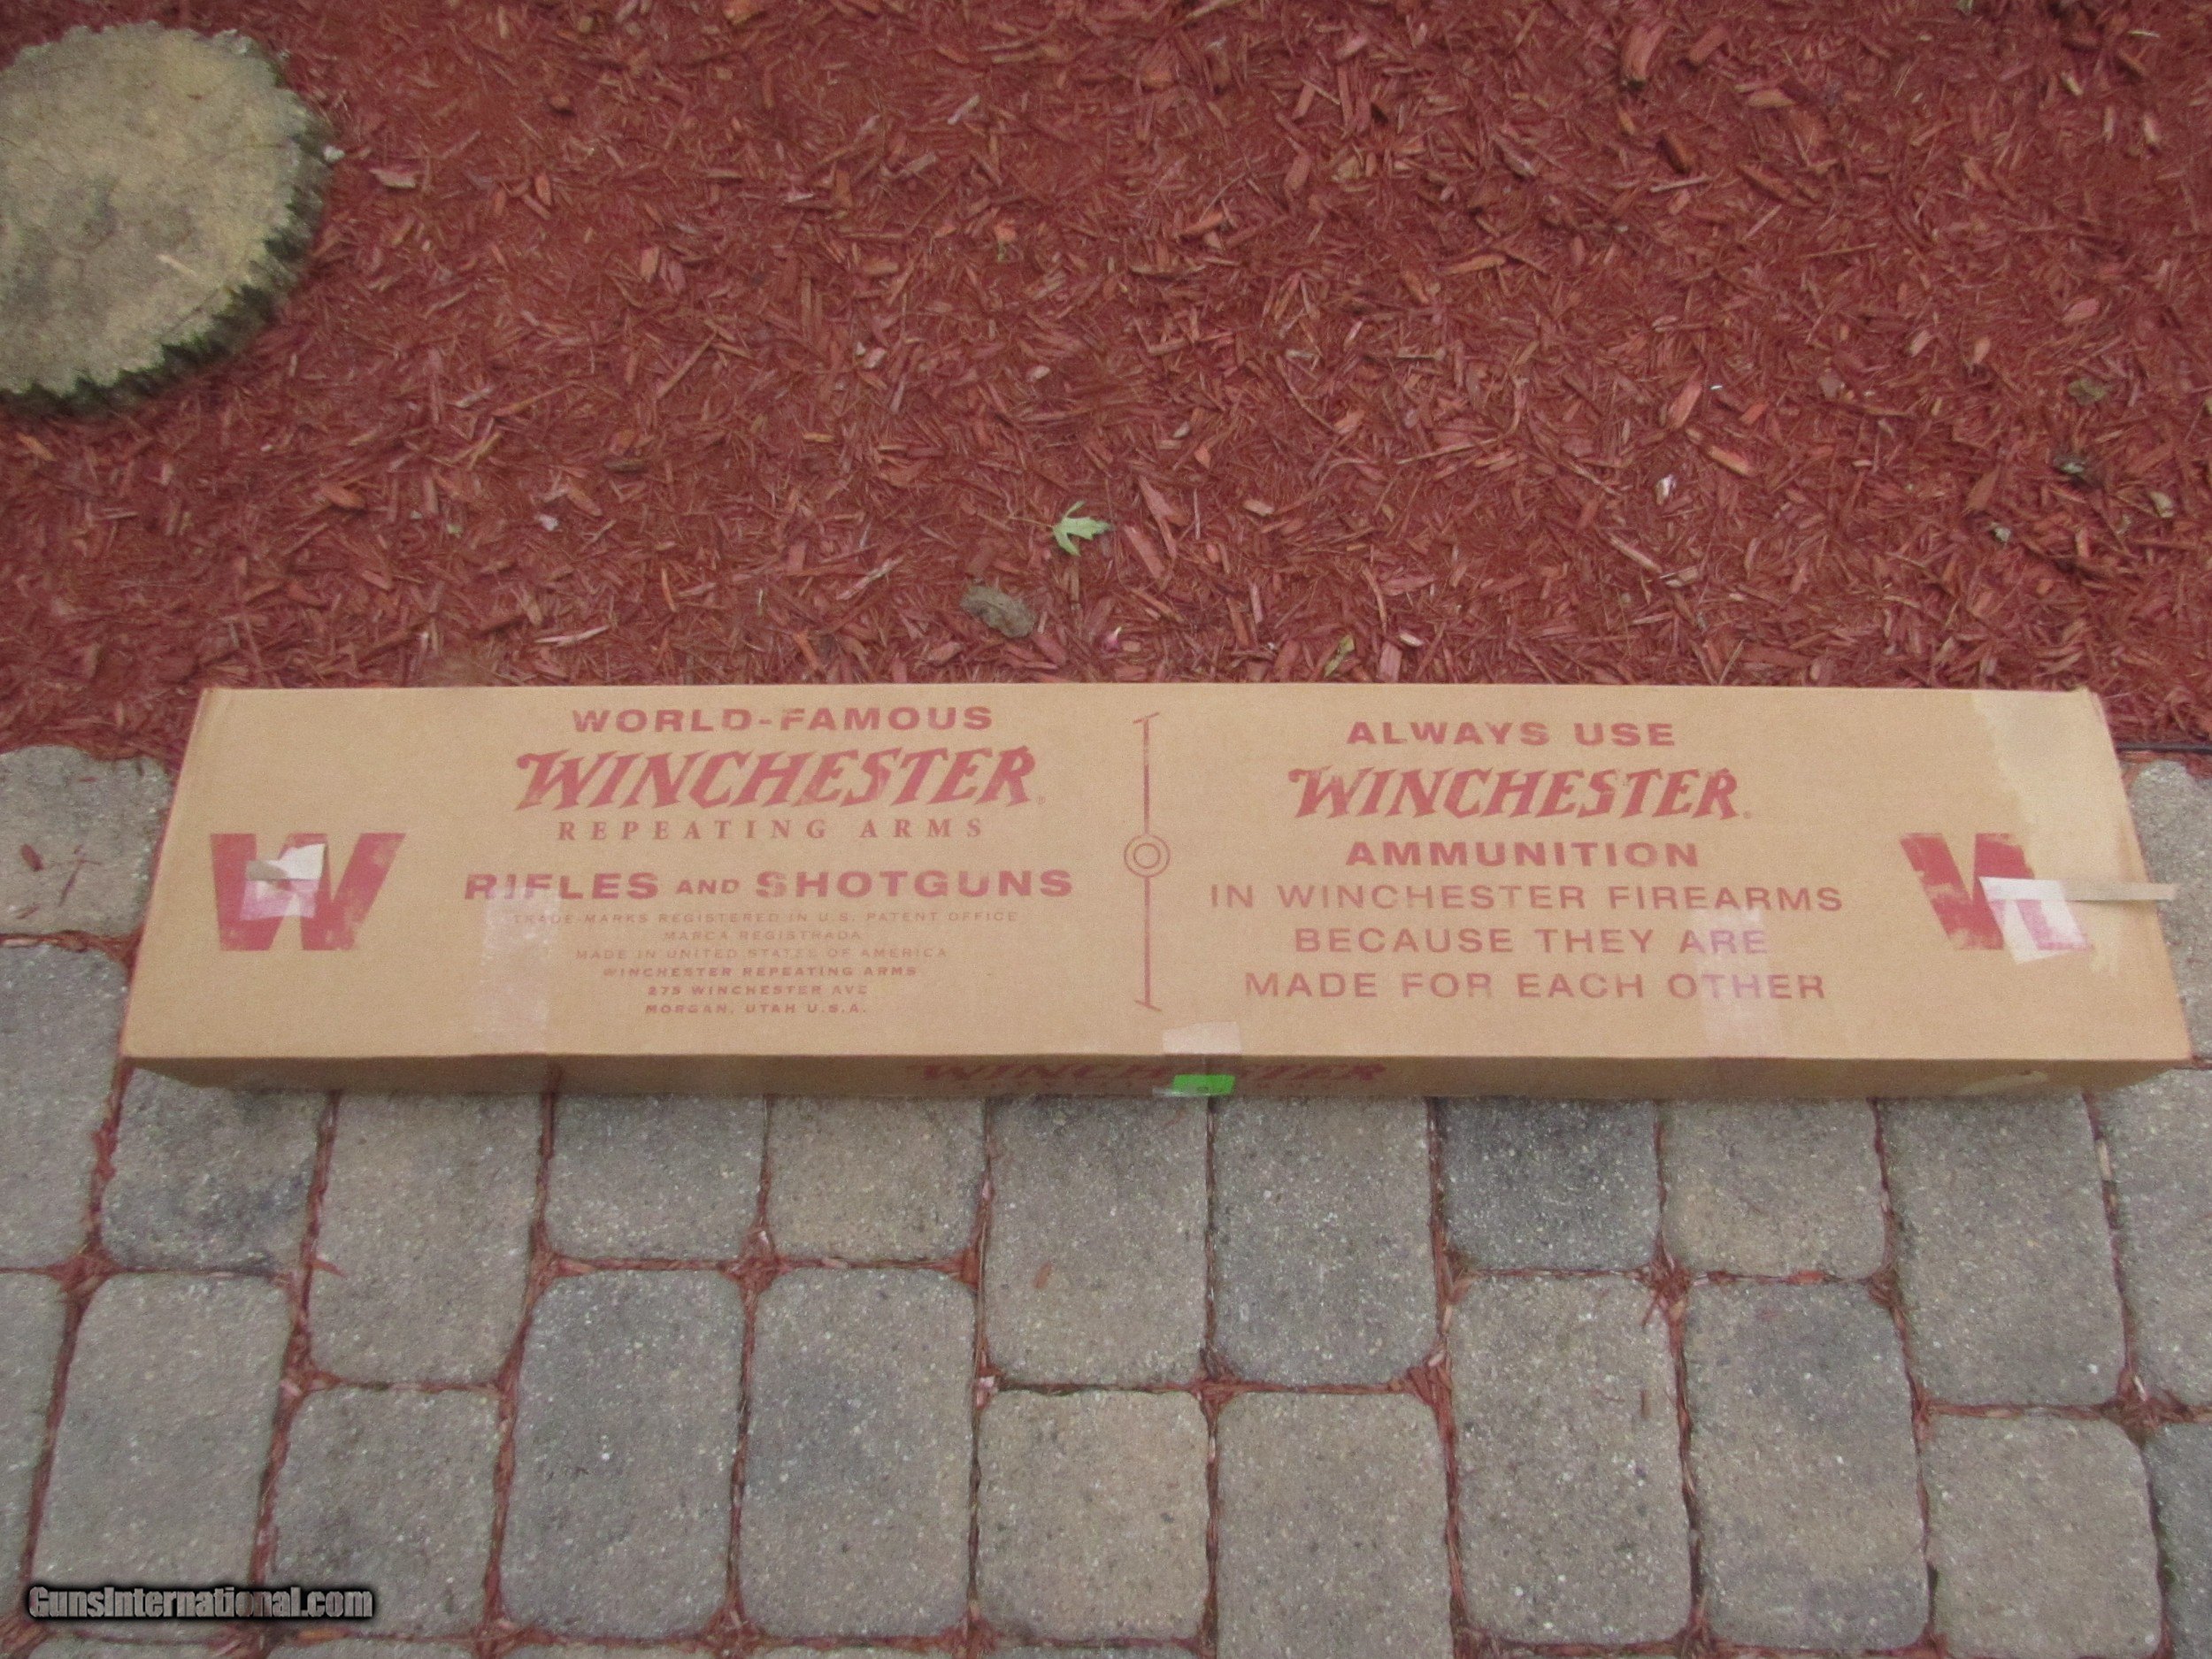 WORLD-FAMOUS
WINCHESTER®
REPEATING ARMS
RIFLES AND SHOTGUNS
TRADE-MARKS REGISTERED IN U.S. PATENT OFFICE
MARCA REGISTRADA
MADE IN UNITED STATES OF AMERICA
WINCHESTER REPEATING ARMS
275 WINCHESTER AVE
MORGAN, UTAH U.S.A.
W
ALWAYS USE
WINCHESTER®
AMMUNITION
IN WINCHESTER FIREARMS
BECAUSE THEY ARE
MADE FOR EACH OTHER
W
WINCHESTER
GunsInternational.com